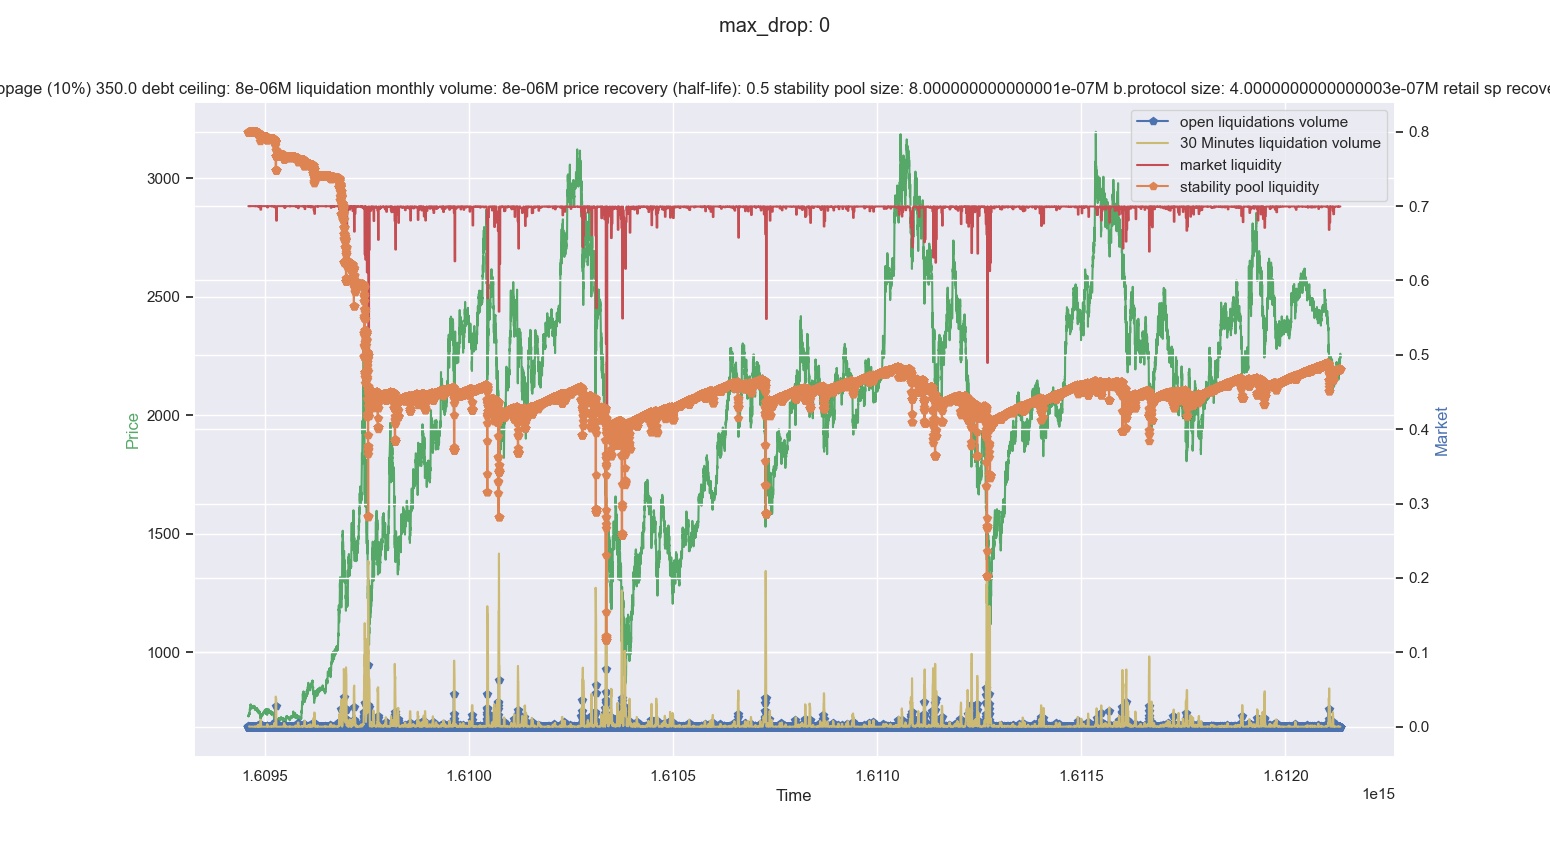 max_drop: 0
(10%) 350.0 debt ceiling: 8e-06M liquidation monthly volume: 8e-06M price recovery (half-life): 0.5 stability pool size: 8.000000000000001e-07M b.protocol size: 4.0000000000000003e-07M retail sp
open liquidations volume
30 Minutes liquidation volume
market liquidity
stability pool liquidity
3000
2500
2000
1500
1000
Price
0.8
0.7
0.6
0.5
0.4
0.3
0.2
0.1
0.0
Market
1.6095 1.6100 1.6105 1.6110 1.6115 1.6120
Time
1e15